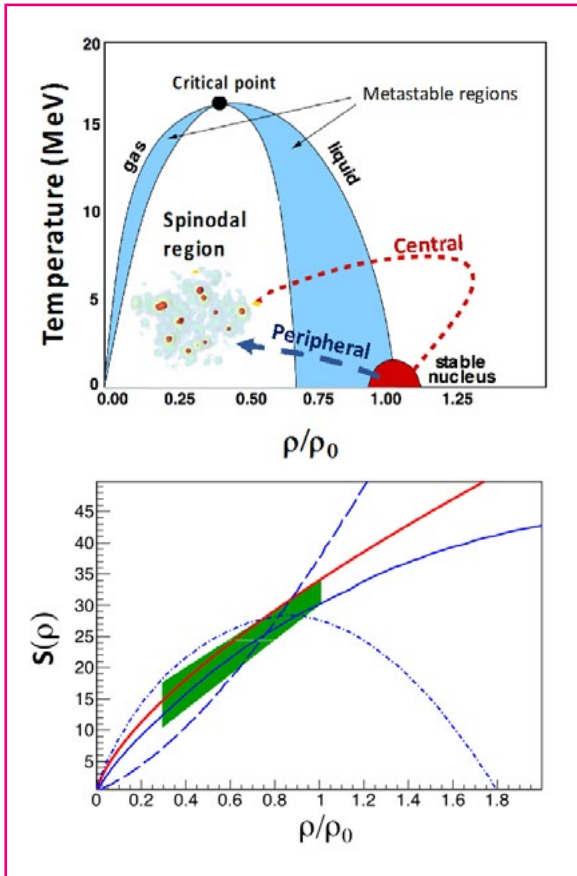 20
15
10
5
0
Temperature (MeV)
Critical point
Metastable regions
gas
liquid
Spinodal
region
Central
Peripheral
stable
nucleus
0.00 0.25 0.50 0.75 1.00 1.25
ρ/ρ0
45
40
35
30
25
20
15
10
5
S(ρ)
0 0.2 0.4 0.6 0.8 1 1.2 1.4 1.6 1.8
ρ/ρ0